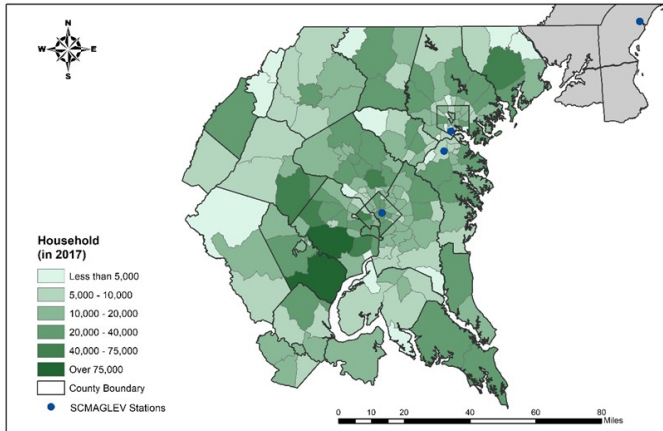 N
W E
S
Household
(in 2017)
Less than 5,000
5,000 - 10,000
10,000 - 20,000
20,000 - 40,000
40,000 - 75,000
Over 75,000
County Boundary
SCMAGLEV Stations
0 10 20 40 60 80
Miles